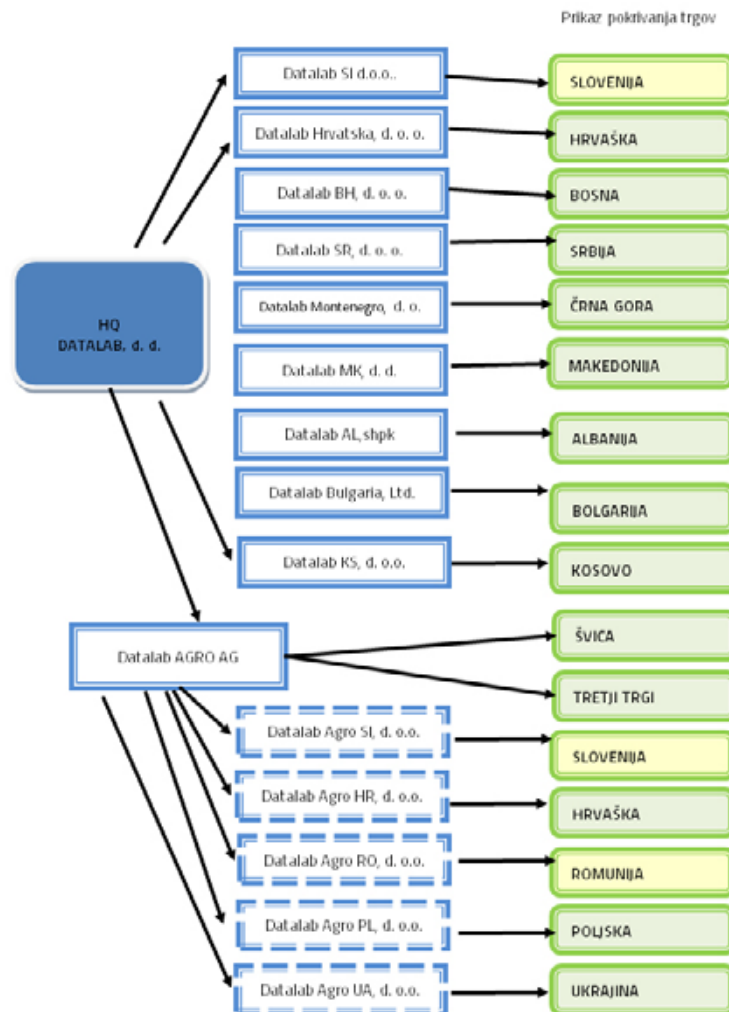 Prikaz pokrivanja trgov
Datalab SI d.o.o..
SLOVENIJA
Datalab Hrvatska, d. o. o.
HRVAŠKA
Datalab BH, d. o. o.
BOSNA
Datalab SR, d. o. o.
SRBIJA
Datalab Montenegro, d. o.
ČRNA GORA
HQ
DATALAB, d. d.
Datalab MK, d. d.
MAKEDONIJA
Datalab AL,shpk
ALBANIJA
Datalab Bulgaria, Ltd.
BOLGARIJA
Datalab KS, d. o.o.
KOSOVO
Datalab AGRO AG
ŠVICA
TRETJI TRGI
Datalab Agro SI, d. o.o.
SLOVENIJA
Datalab Agro HR, d. o.o.
HRVAŠKA
Datalab Agro RO, d. o.o.
ROMUNIJA
Datalab Agro PL, d. o.o.
POLJSKA
Datalab Agro UA, d. o.o.
UKRAJINA